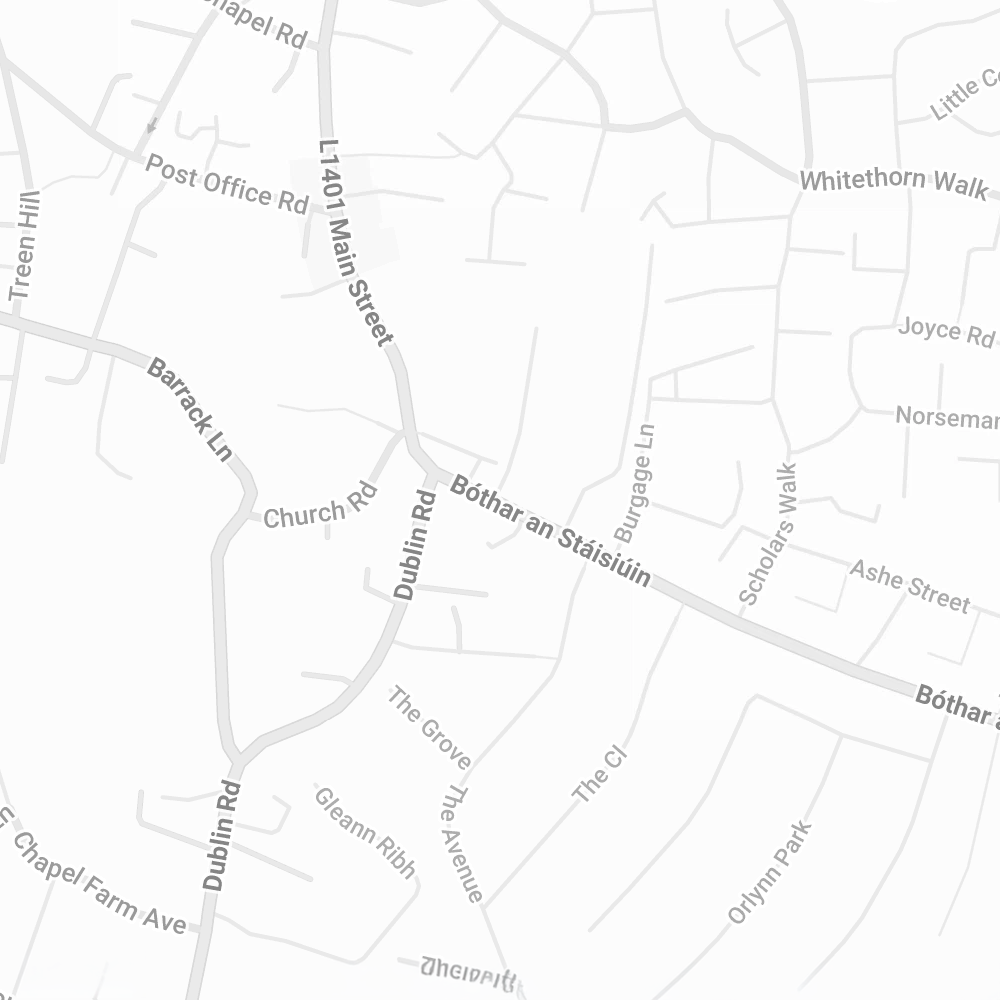 Chapel Rd
Little
L1401 Main Street
Post Office Rd
Whitethorn Walk
Treen Hill
Joyce Rd
Barrack Ln
Burgage Ln
Scholars Walk
Church Rd
Dublin Rd
Bóthar an Stáisiúin
Ashe Street
Bóthar
The Grove
The Cl
The Avenue
Gleann Ribh
Dublin Rd
Orlynn Park
Chapel Farm Ave